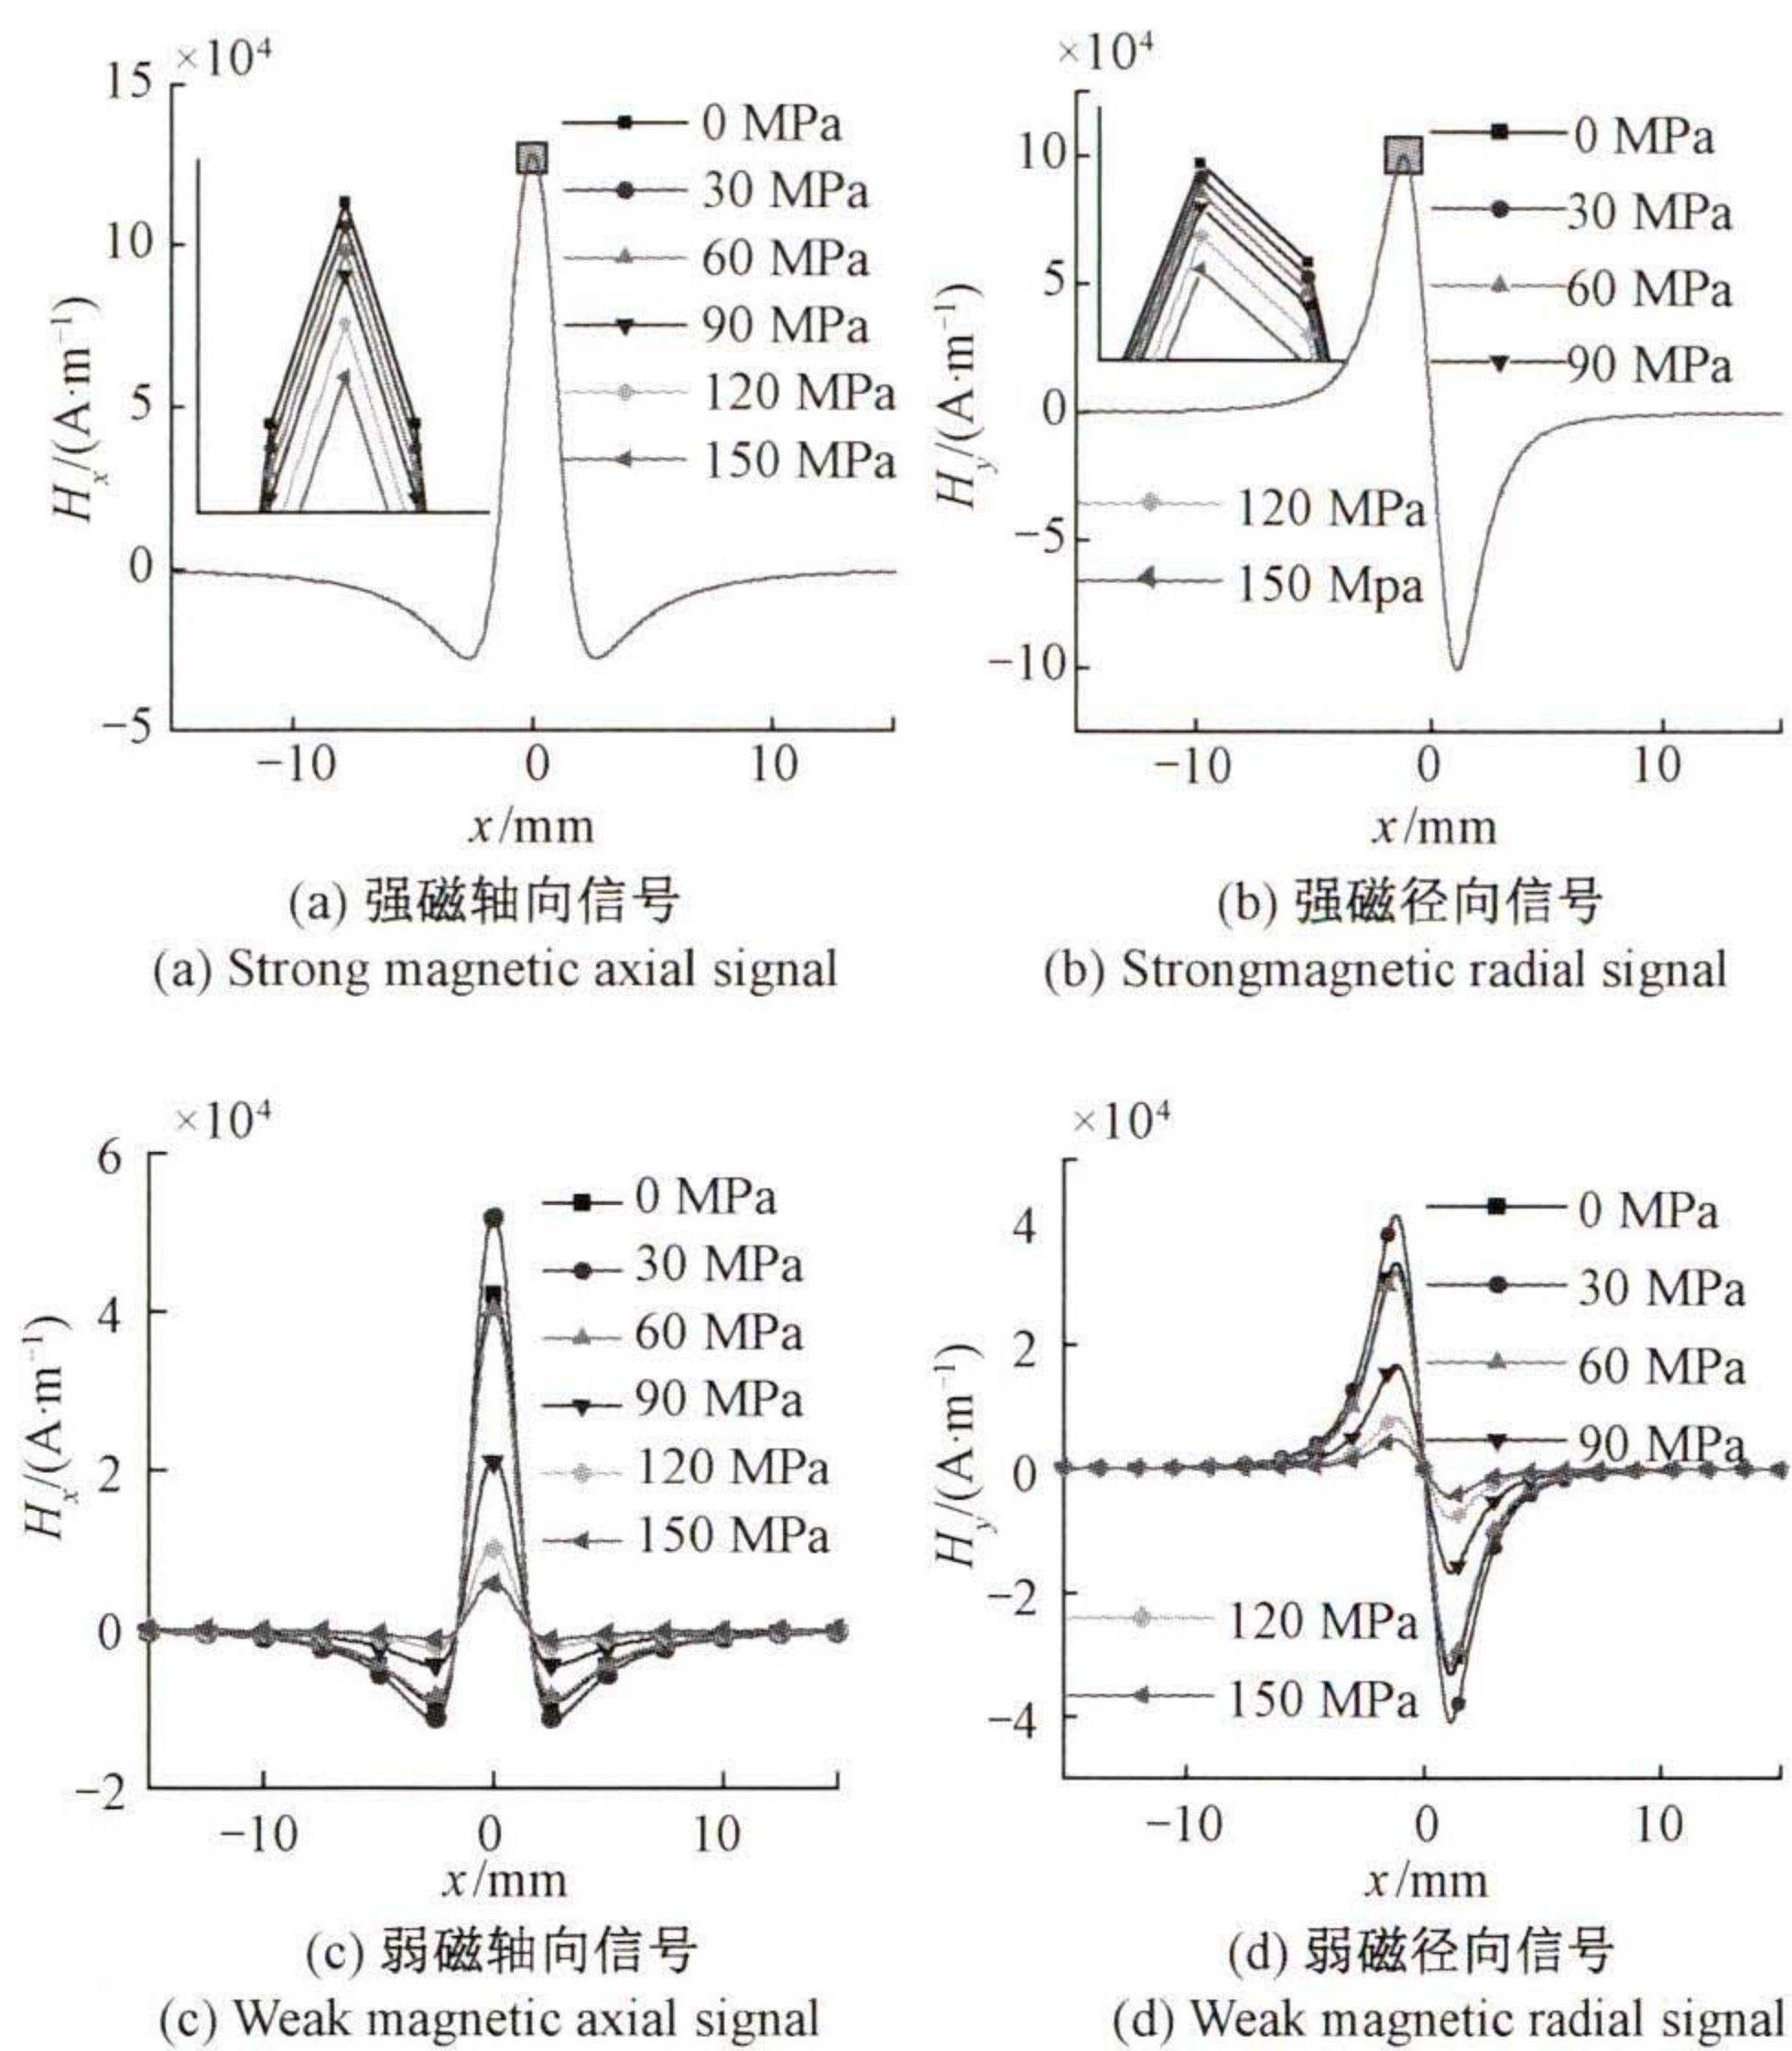 ×10⁴
15
10
5
0
−5
Hₓ/(A·m⁻¹)
0 MPa
30 MPa
60 MPa
90 MPa
120 MPa
150 MPa
−10 0 10
x/mm
(a) 强磁轴向信号
(a) Strong magnetic axial signal
×10⁴
10
5
0
−5
−10
H_y/(A·m⁻¹)
0 MPa
30 MPa
60 MPa
90 MPa
120 MPa
150 Mpa
−10 0 10
x/mm
(b) 强磁径向信号
(b) Strongmagnetic radial signal
×10⁴
6
4
2
0
−2
Hₓ/(A·m⁻¹)
0 MPa
30 MPa
60 MPa
90 MPa
120 MPa
150 MPa
−10 0 10
x/mm
(c) 弱磁轴向信号
(c) Weak magnetic axial signal
×10⁴
4
2
0
−2
−4
H_y/(A·m⁻¹)
0 MPa
30 MPa
60 MPa
90 MPa
120 MPa
150 MPa
−10 0 10
x/mm
(d) 弱磁径向信号
(d) Weak magnetic radial signal